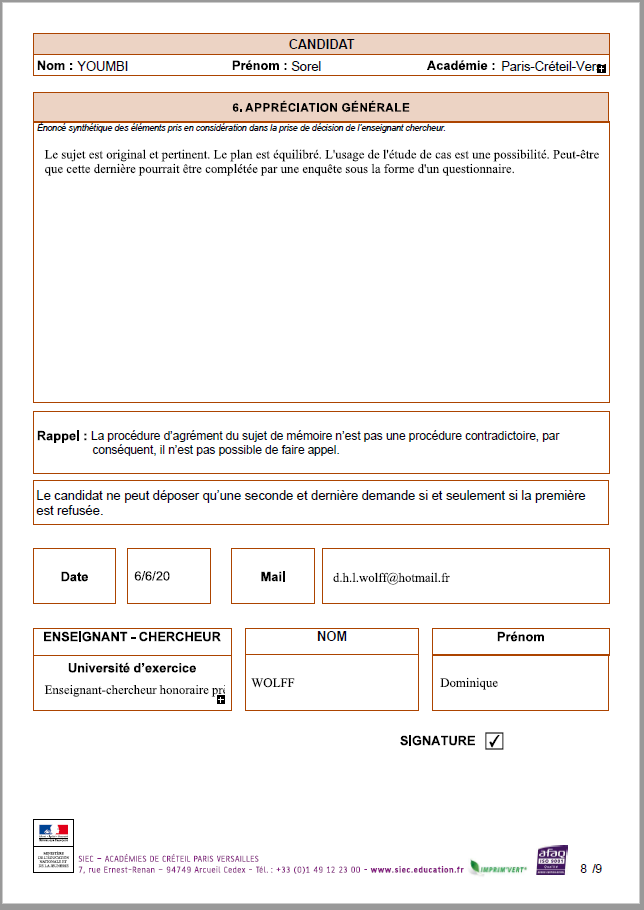 CANDIDAT
Nom : YOUMBI Prénom : Sorel Académie : Paris-Créteil-Vers
6. APPRÉCIATION GÉNÉRALE
Énoncé synthétique des éléments pris en considération dans la prise de décision de l'enseignant chercheur.
Le sujet est original et pertinent. Le plan est équilibré. L'usage de l'étude de cas est une possibilité. Peut-être
que cette dernière pourrait être complétée par une enquête sous la forme d'un questionnaire.
Rappel : La procédure d'agrément du sujet de mémoire n'est pas une procédure contradictoire, par
conséquent, il n'est pas possible de faire appel.
Le candidat ne peut déposer qu'une seconde et dernière demande si et seulement si la première
est refusée.
Date 6/6/20 Mail d.h.l.wolff@hotmail.fr
ENSEIGNANT - CHERCHEUR NOM Prénom
Université d'exercice
Enseignant-chercheur honoraire pré WOLFF Dominique
SIGNATURE
MINISTÈRE
DE L'ÉDUCATION
NATIONALE ET
DE LA RECHERCHE
SIEC – ACADÉMIES DE CRÉTEIL PARIS VERSAILLES
7, rue Ernest-Renan – 94749 Arcueil Cedex - Tél. : +33 (0)1 49 12 23 00 - www.siec.education.fr
IMPRIM'VERT®
afaq
ISO 9001
Qualité
8 /9